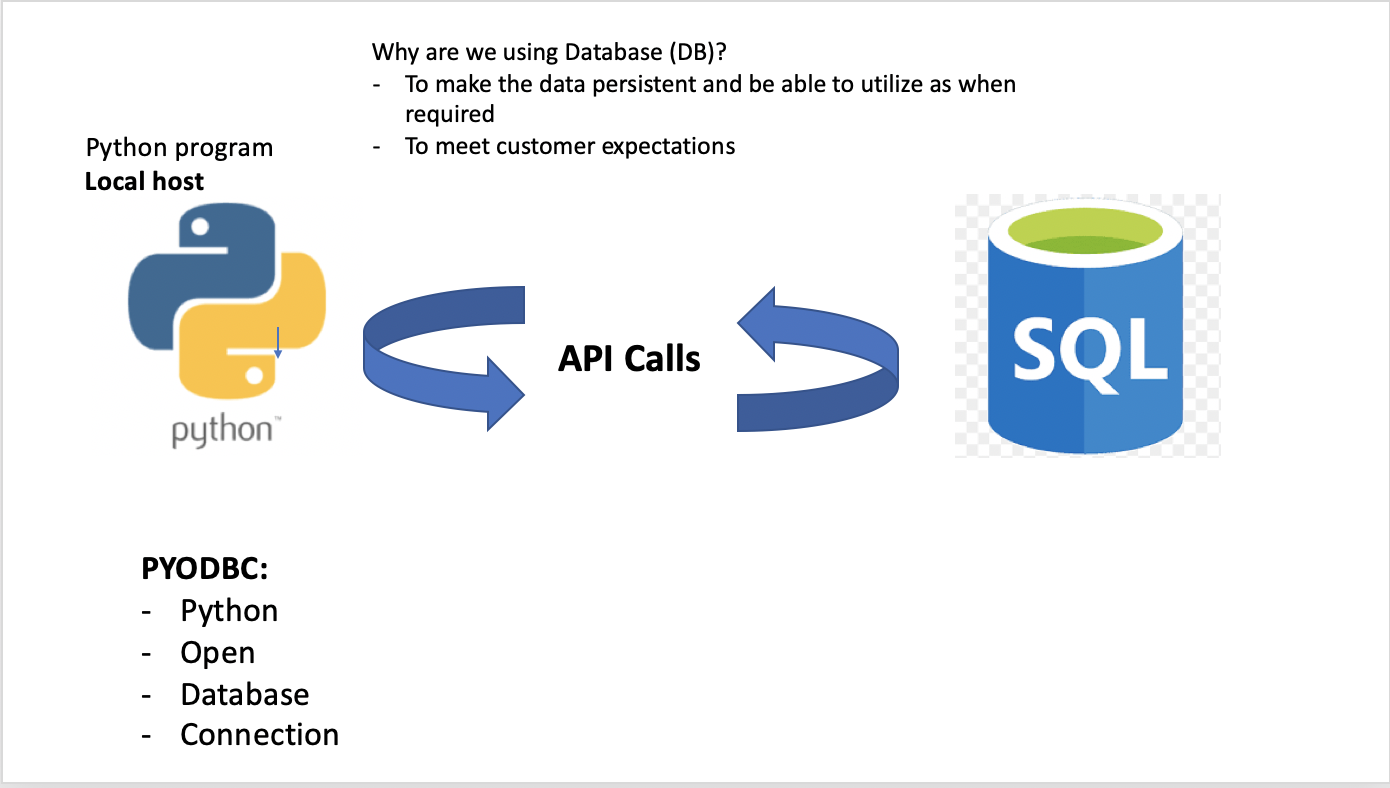 Why are we using Database (DB)?
- To make the data persistent and be able to utilize as when
required
- To meet customer expectations
Python program
Local host
python™
API Calls
SQL
PYODBC:
- Python
- Open
- Database
- Connection